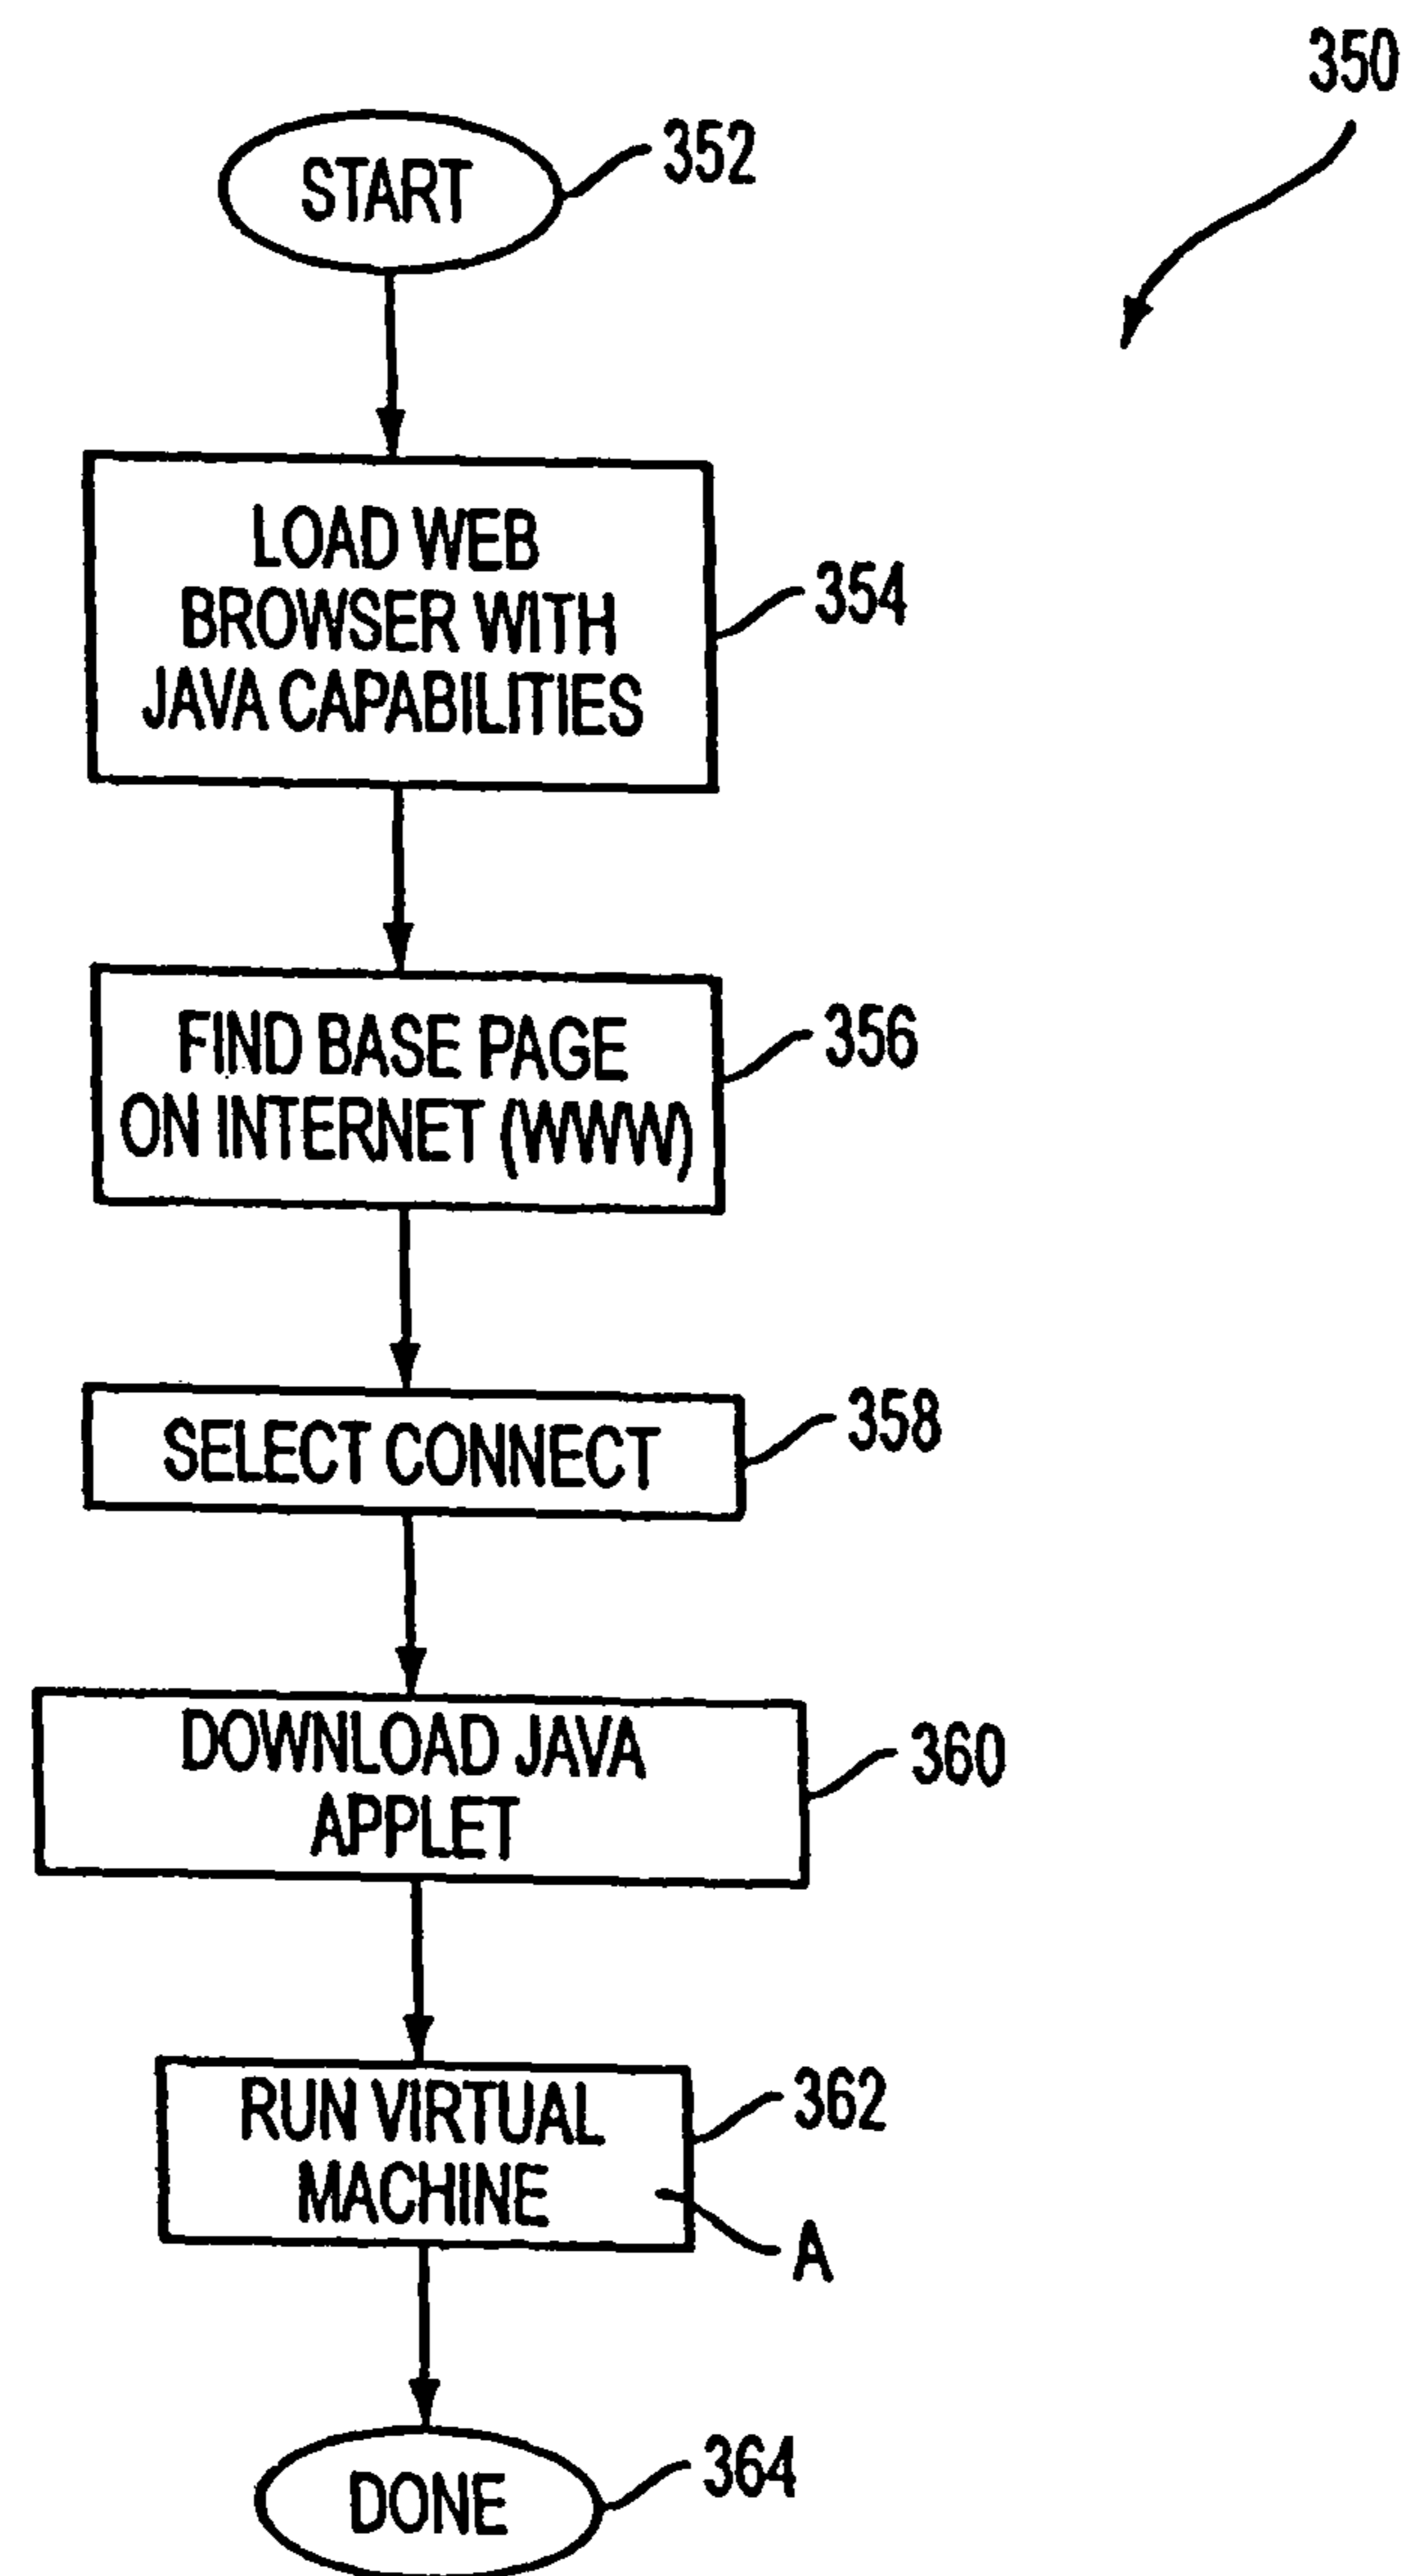 350
START
352
LOAD WEB
BROWSER WITH
JAVA CAPABILITIES
354
FIND BASE PAGE
ON INTERNET (WWW)
356
SELECT CONNECT
358
DOWNLOAD JAVA
APPLET
360
RUN VIRTUAL
MACHINE
362
A
DONE
364